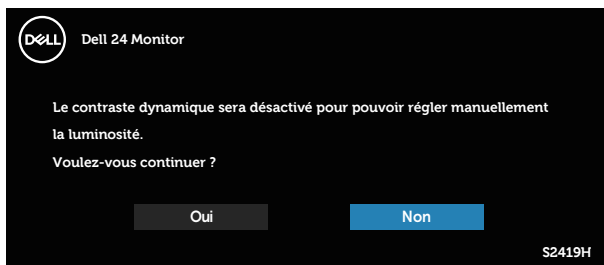 DELL
Dell 24 Monitor
Le contraste dynamique sera désactivé pour pouvoir régler manuellement
la luminosité.
Voulez-vous continuer ?
Oui
Non
S2419H